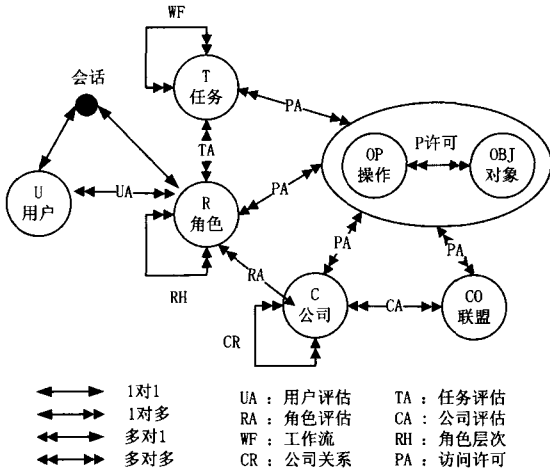 WF
T
任务
会话
PA
TA
P许可
OP
操作
OBJ
对象
U
用户
UA
R
角色
PA
PA
PA
RH
RA
C
公司
CA
CO
联盟
CR
1对1
1对多
多对1
多对多
UA : 用户评估
TA : 任务评估
RA : 角色评估
CA : 公司评估
WF : 工作流
RH : 角色层次
CR : 公司关系
PA : 访问许可